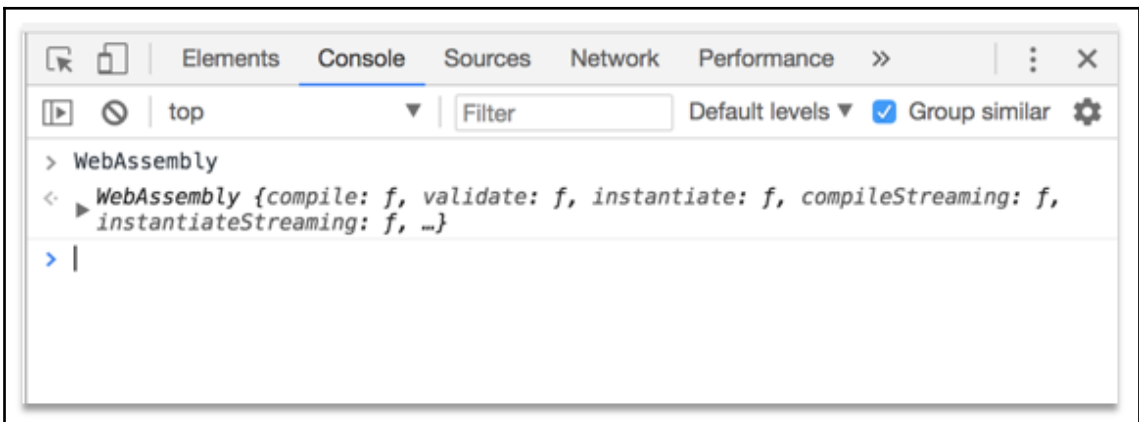 Elements Console Sources Network Performance »
top ▼ Filter Default levels ▼ Group similar
> WebAssembly
WebAssembly {compile: ƒ, validate: ƒ, instantiate: ƒ, compileStreaming: ƒ,
instantiateStreaming: ƒ, …}
>